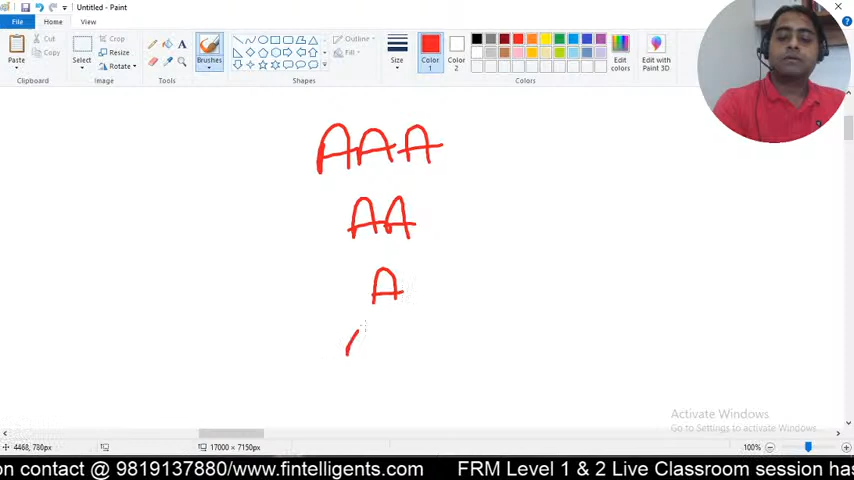 Untitled - Paint
File Home View
Paste Cut Copy
Clipboard
Select Crop Resize Rotate
Image
Tools
Brushes
Shapes
Outline
Fill
Size
Color 1
Color 2
Edit colors
Colors
Edit with Paint 3D
AAA
AA
A
Activate Windows
Go to Settings to activate Windows.
4468, 780px
17000 × 7150px
100%
on contact @ 9819137880/www.fintelligents.com FRM Level 1 & 2 Live Classroom session has